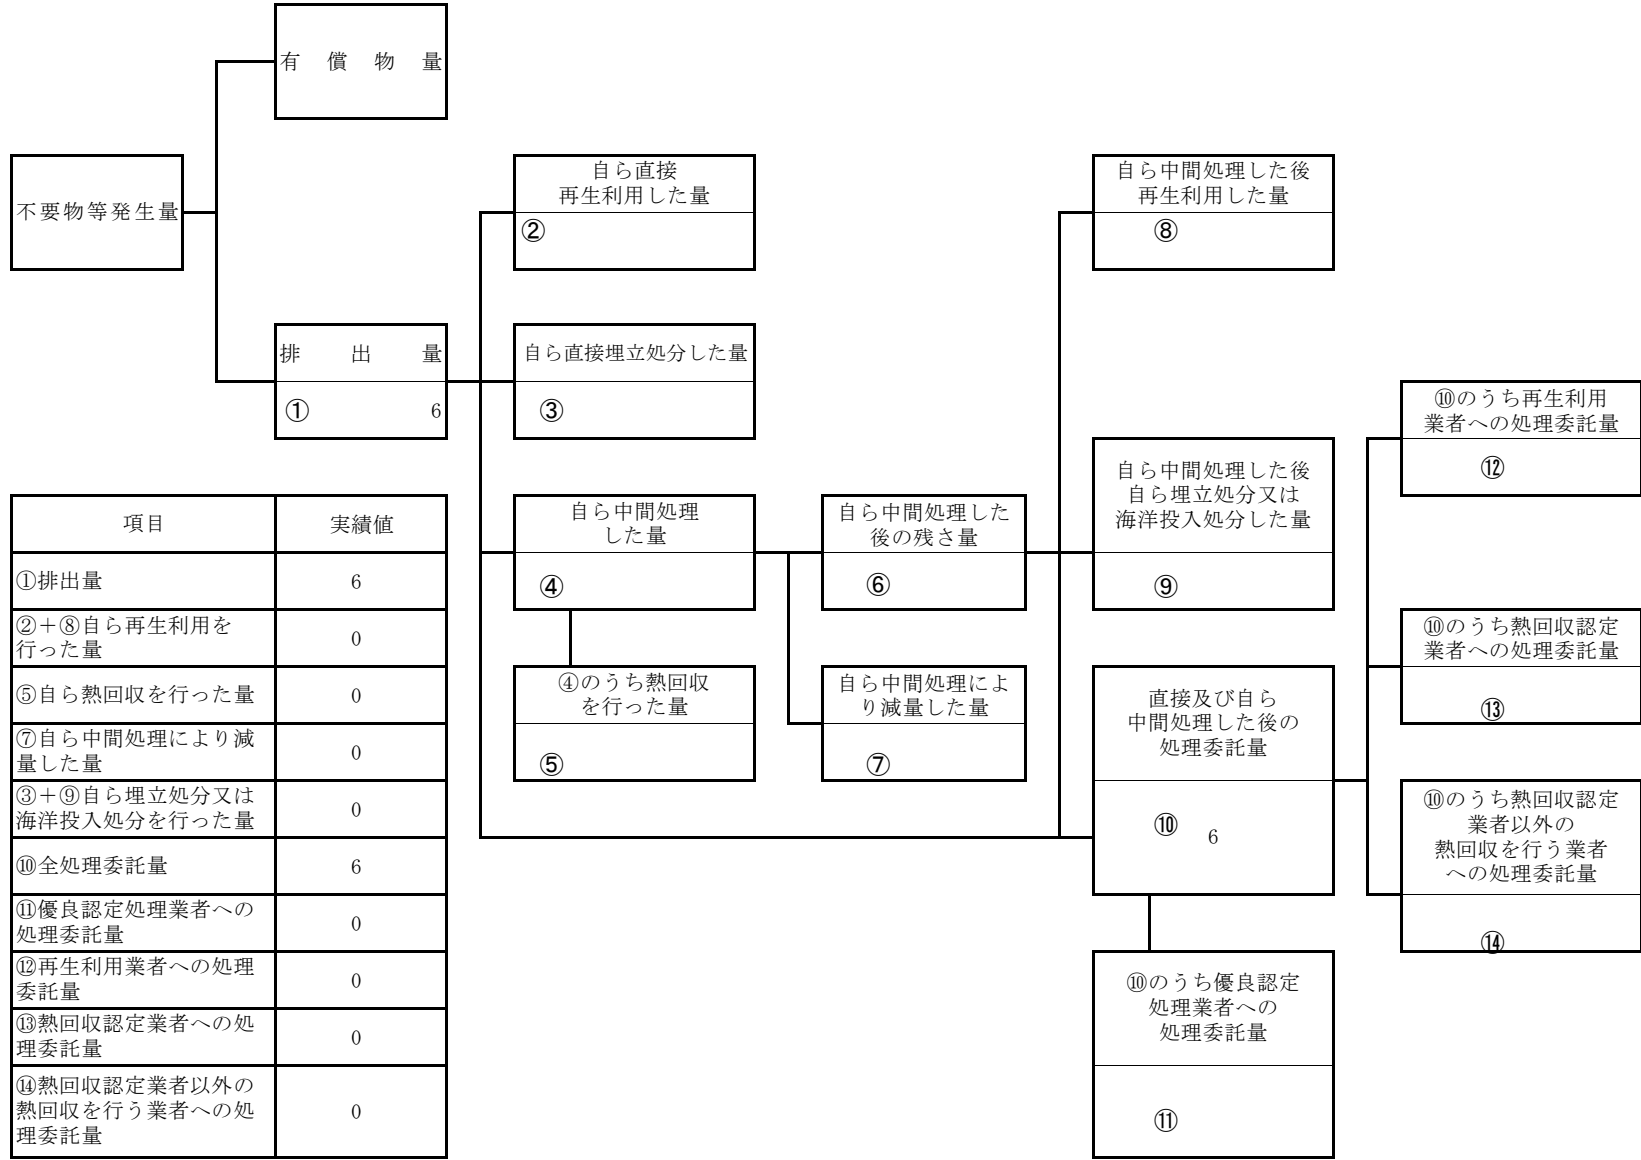 有償物量
不要物等発生量
排出量
① 6
自ら直接
再生利用した量
②
自ら直接埋立処分した量
③
自ら中間処理
した量
④
④のうち熱回収
を行った量
⑤
自ら中間処理した
後の残さ量
⑥
自ら中間処理によ
り減量した量
⑦
自ら中間処理した後
再生利用した量
⑧
自ら中間処理した後
自ら埋立処分又は
海洋投入処分した量
⑨
直接及び自ら
中間処理した後の
処理委託量
⑩ 6
⑩のうち優良認定
処理業者への
処理委託量
⑪
⑩のうち再生利用
業者への処理委託量
⑫
⑩のうち熱回収認定
業者への処理委託量
⑬
⑩のうち熱回収認定
業者以外の
熱回収を行う業者
への処理委託量
⑭
項目 実績値
①排出量 6
②+⑧自ら再生利用を
行った量 0
⑤自ら熱回収を行った量 0
⑦自ら中間処理により減
量した量 0
③+⑨自ら埋立処分又は
海洋投入処分を行った量 0
⑩全処理委託量 6
⑪優良認定処理業者への
処理委託量 0
⑫再生利用業者への処理
委託量 0
⑬熱回収認定業者への処
理委託量 0
⑭熱回収認定業者以外の
熱回収を行う業者への処 0
理委託量